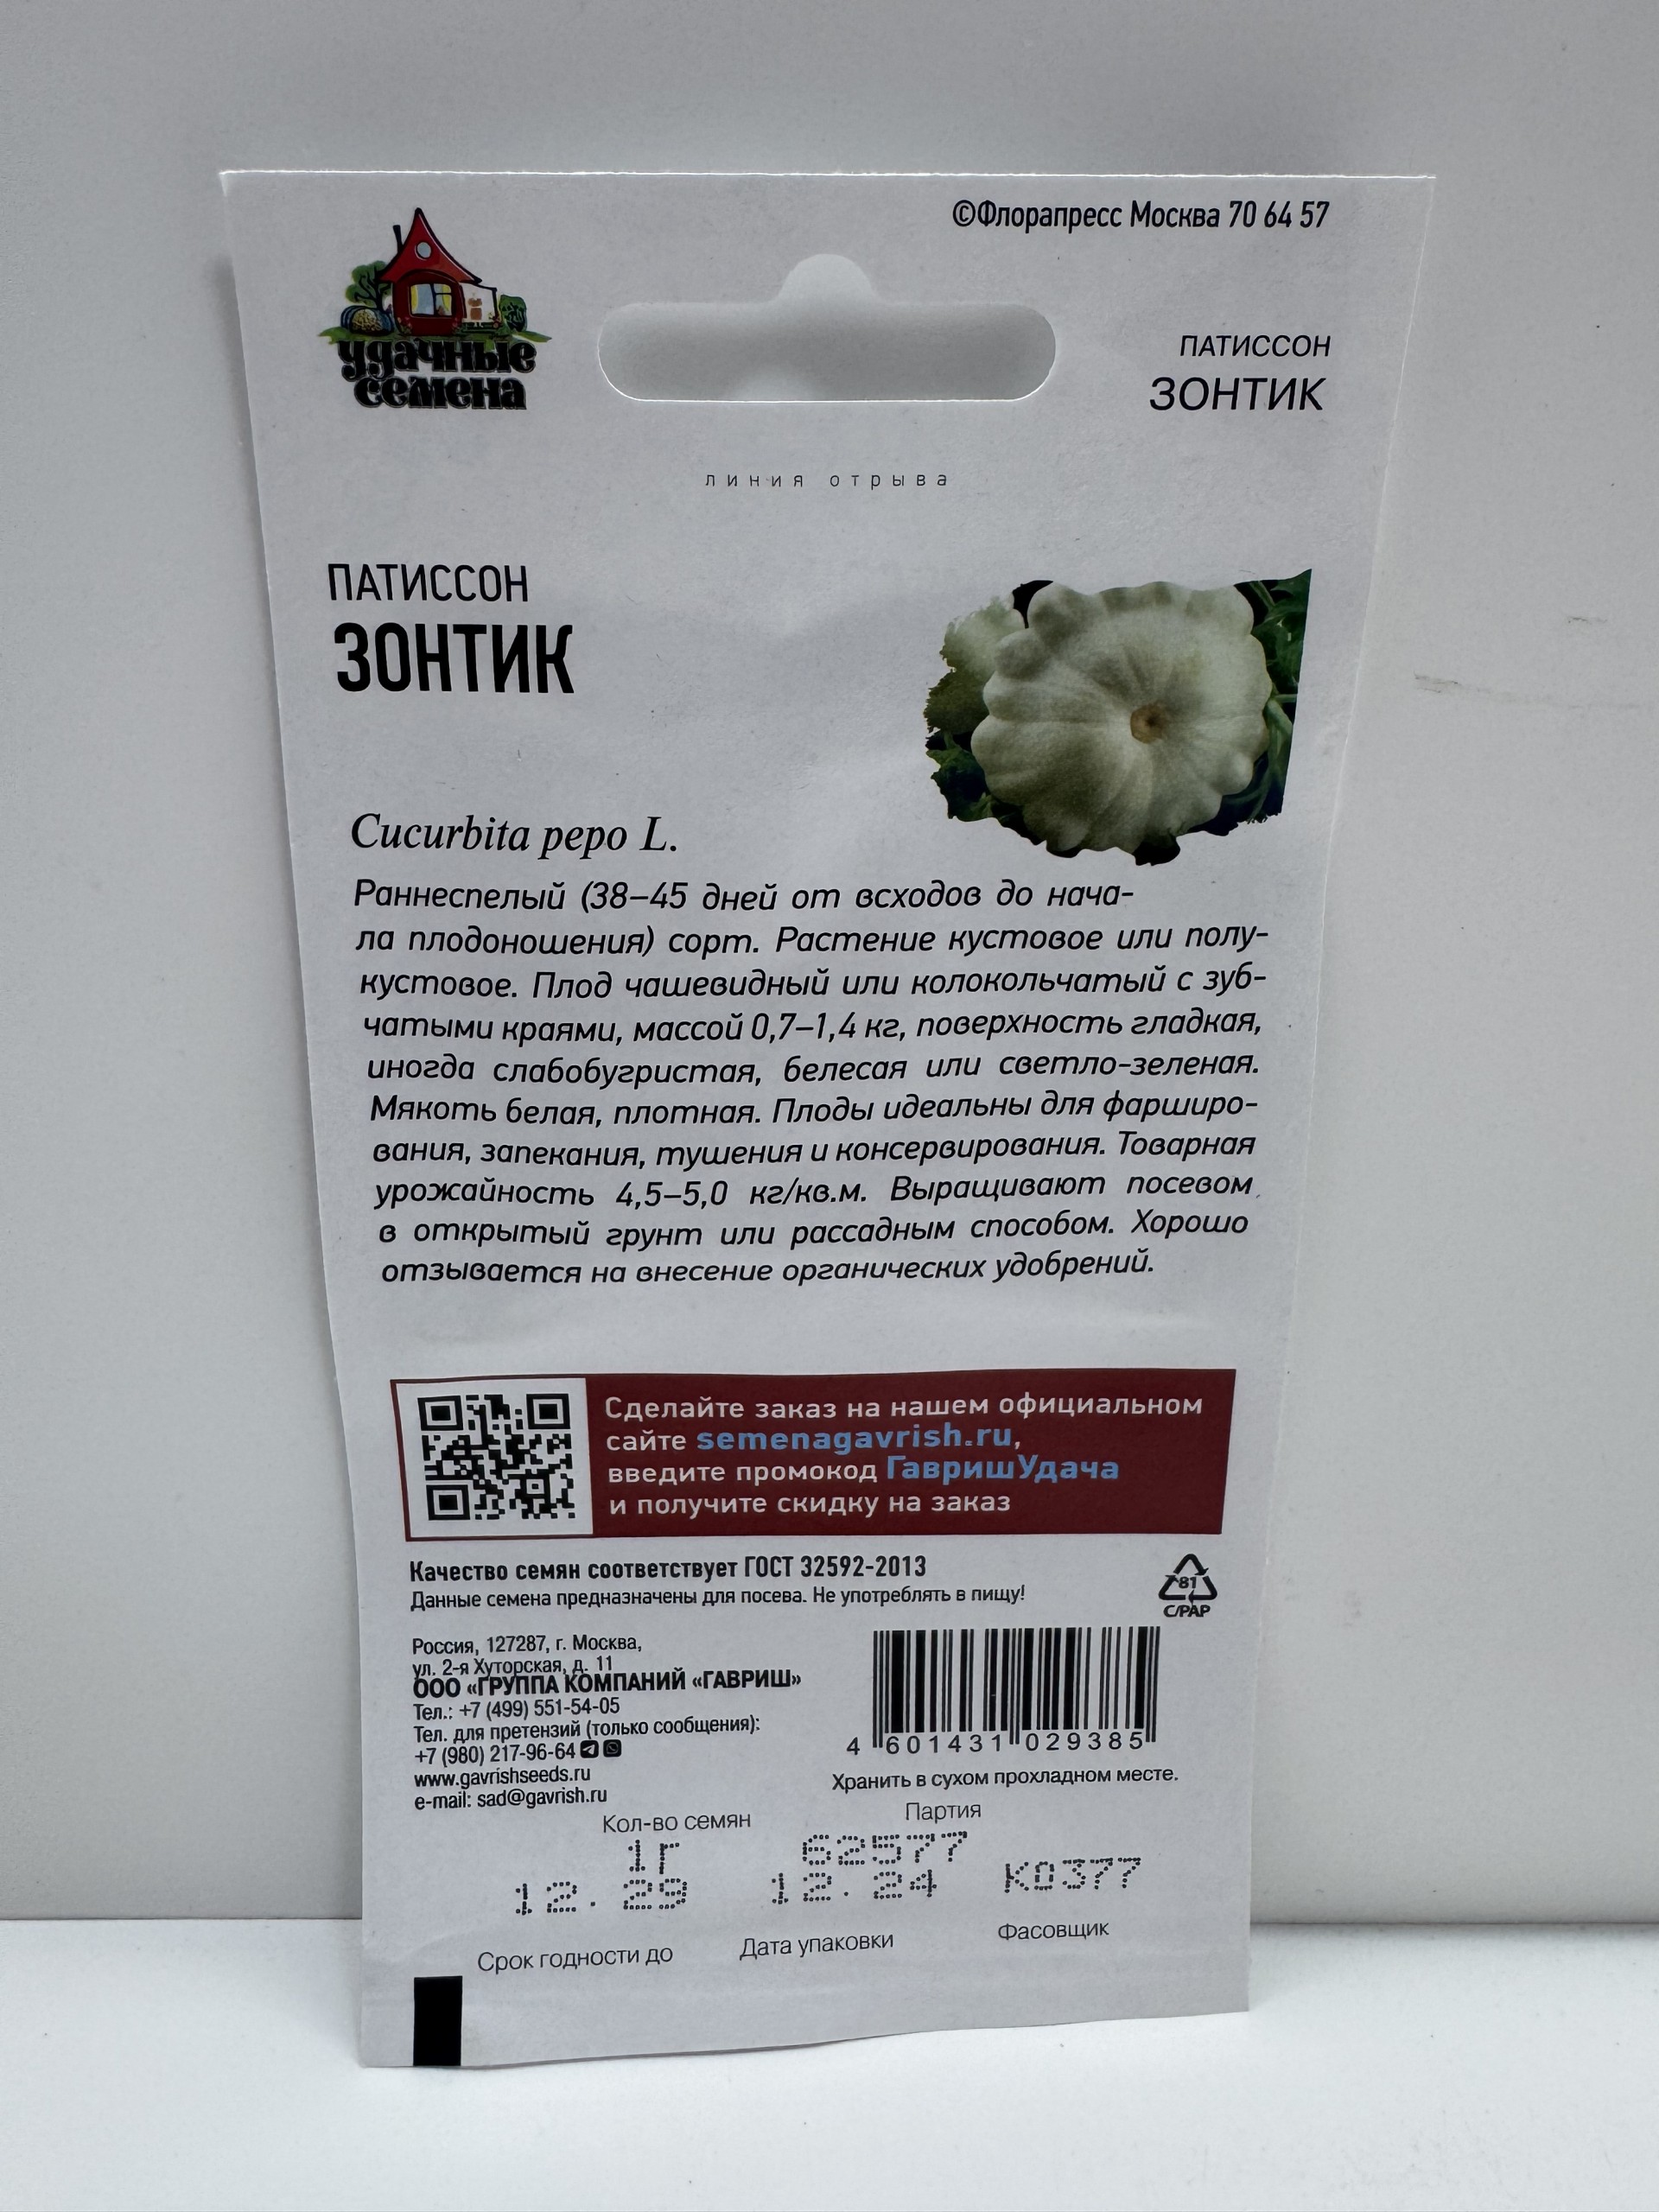 ©Флорапресс Москва 70 64 57
удачные
семена
ПАТИССОН
ЗОНТИК
линия отрыва
ПАТИССОН
ЗОНТИК
Cucurbita pepo L.
Раннеспелый (38–45 дней от всходов до нача-
ла плодоношения) сорт. Растение кустовое или полу-
кустовое. Плод чашевидный или колокольчатый с зуб-
чатыми краями, массой 0,7–1,4 кг, поверхность гладкая,
иногда слабобугристая, белесая или светло-зеленая.
Мякоть белая, плотная. Плоды идеальны для фарширо-
вания, запекания, тушения и консервирования. Товарная
урожайность 4,5–5,0 кг/кв.м. Выращивают посевом
в открытый грунт или рассадным способом. Хорошо
отзывается на внесение органических удобрений.
Сделайте заказ на нашем официальном
сайте semenagavrish.ru,
введите промокод ГавришУдача
и получите скидку на заказ
Качество семян соответствует ГОСТ 32592-2013
Данные семена предназначены для посева. Не употреблять в пищу!
81
C/PAP
Россия, 127287, г. Москва,
ул. 2-я Хуторская, д. 11
ООО «ГРУППА КОМПАНИЙ «ГАВРИШ»
Тел.: +7 (499) 551-54-05
Тел. для претензий (только сообщения):
+7 (980) 217-96-64
www.gavrishseeds.ru
e-mail: sad@gavrish.ru
4 601431 029385
Хранить в сухом прохладном месте.
Кол-во семян
Партия
1г
62577
12.29
12.24
К0377
Срок годности до
Дата упаковки
Фасовщик